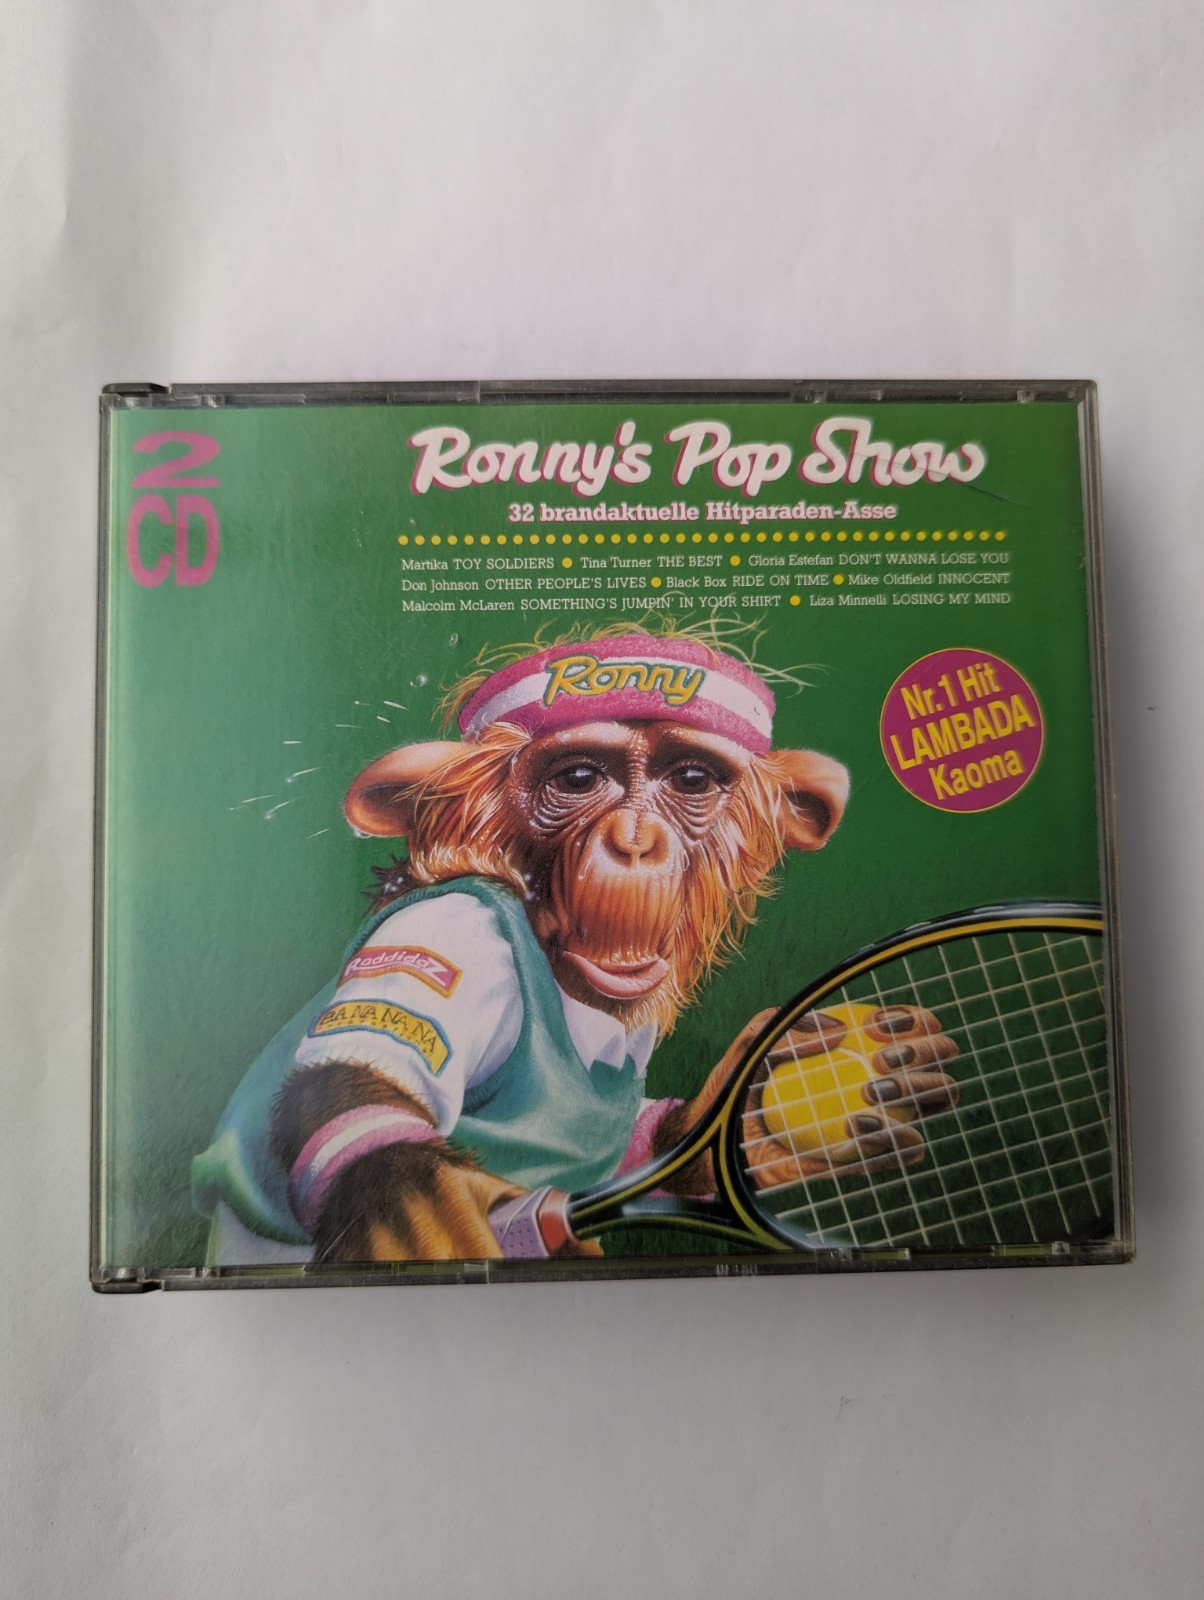 2
CD
Ronny's Pop Show
32 brandaktuelle Hitparaden-Asse
Martika TOY SOLDIERS ● Tina Turner THE BEST ● Gloria Estefan DON'T WANNA LOSE YOU
Don Johnson OTHER PEOPLE'S LIVES ● Black Box RIDE ON TIME ● Mike Oldfield INNOCENT
Malcolm McLaren SOMETHING'S JUMPIN' IN YOUR SHIRT ● Liza Minnelli LOSING MY MIND
Ronny
Nr.1 Hit
LAMBADA
Kaoma
RaddidaZ
BA NA NA NA